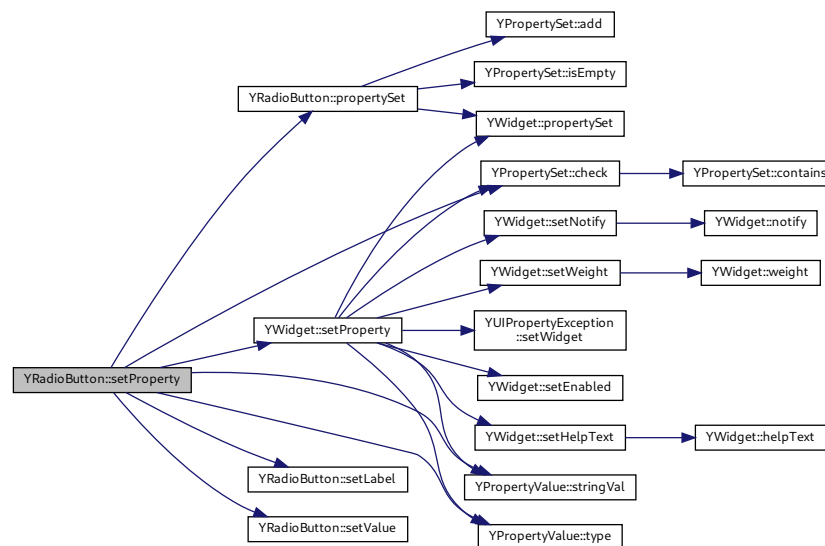 YPropertySet::add
YPropertySet::isEmpty
YRadioButton::propertySet
YWidget::propertySet
YPropertySet::check
YPropertySet::contains
YWidget::setNotify
YWidget::notify
YWidget::setWeight
YWidget::weight
YWidget::setProperty
YUIPropertyException
::setWidget
YRadioButton::setProperty
YWidget::setEnabled
YWidget::setHelpText
YWidget::helpText
YRadioButton::setLabel
YPropertyValue::stringVal
YRadioButton::setValue
YPropertyValue::type